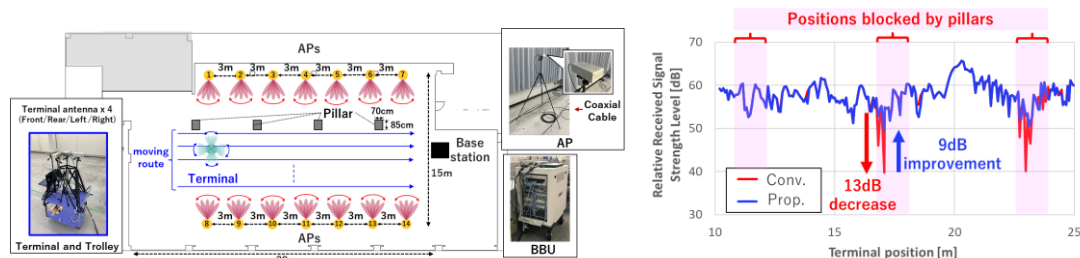 APs
3m 3m 3m 3m 3m 3m
1 2 3 4 5 6 7
Terminal antenna x 4
(Front/Rear/Left/Right)
Terminal and Trolley
Pillar
70cm
85cm
moving
route
Terminal
Base
station
15m
3m 3m 3m 3m 3m 3m
8 9 10 11 12 13 14
APs
Coaxial
Cable
AP
BBU
Positions blocked by pillars
Relative Received Signal
Strength Level [dB]
70
60
50
40
30
20
Conv.
Prop.
13dB
decrease
9dB
improvement
10 15 20 25
Terminal position [m]